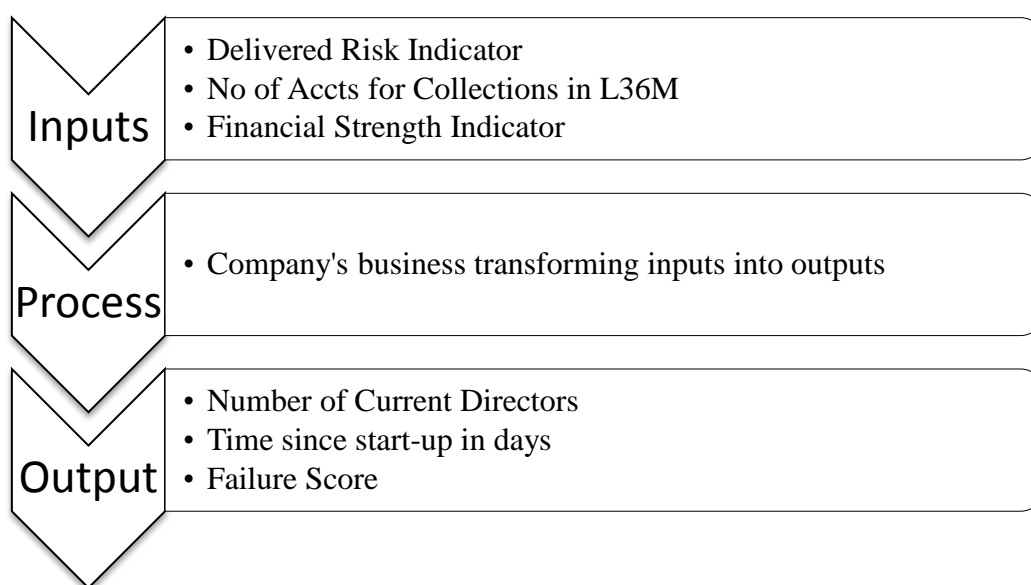 Inputs
• Delivered Risk Indicator
• No of Accts for Collections in L36M
• Financial Strength Indicator
Process
• Company's business transforming inputs into outputs
Output
• Number of Current Directors
• Time since start-up in days
• Failure Score